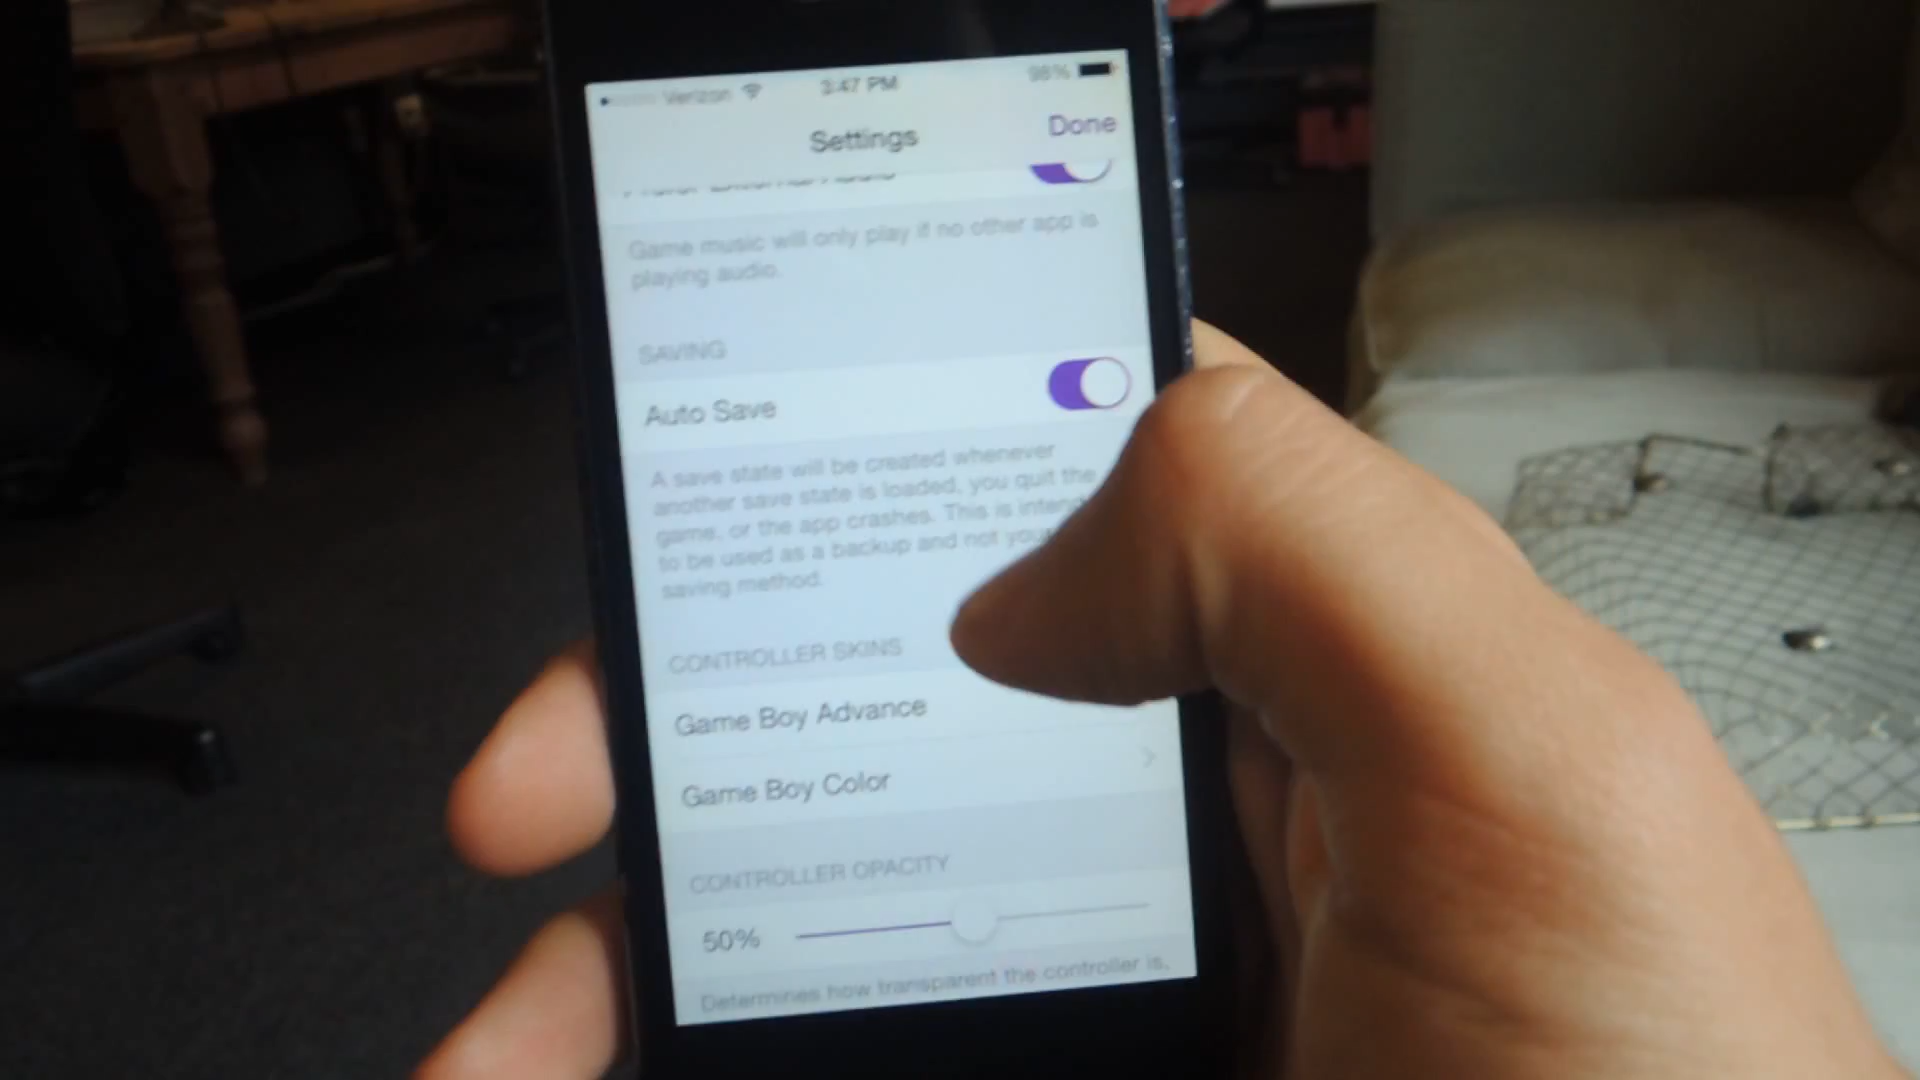 Verizon 3:47 PM 98%
Settings Done
Game music will only play if no other app is
playing audio.
SAVING
Auto Save
A save state will be created whenever
another save state is loaded, you quit the
game, or the app crashes. This is intend
to be used as a backup and not your
saving method.
CONTROLLER SKINS
Game Boy Advance
Game Boy Color
CONTROLLER OPACITY
50%
Determines how transparent the controller is,